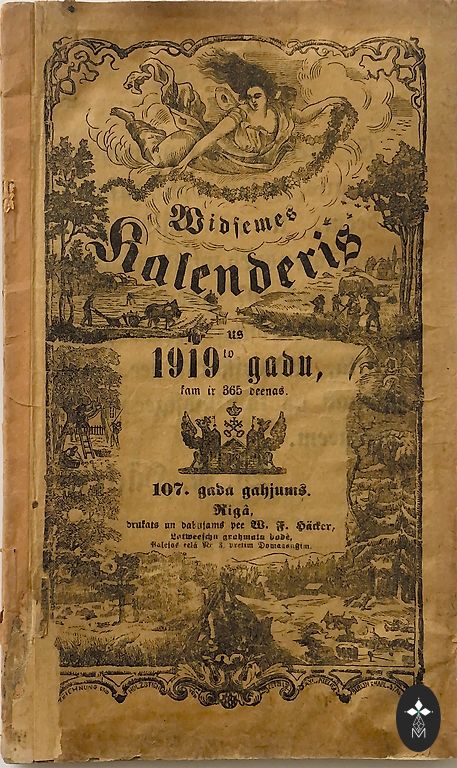 Widsemes
Kalenderis
us
1919to gadu,
kam ir 365 deenas.
107. gada gahjums.
Rigâ,
drukats un dabujams pee W. F. Häcker,
Latweeschu grahmatu bodê,